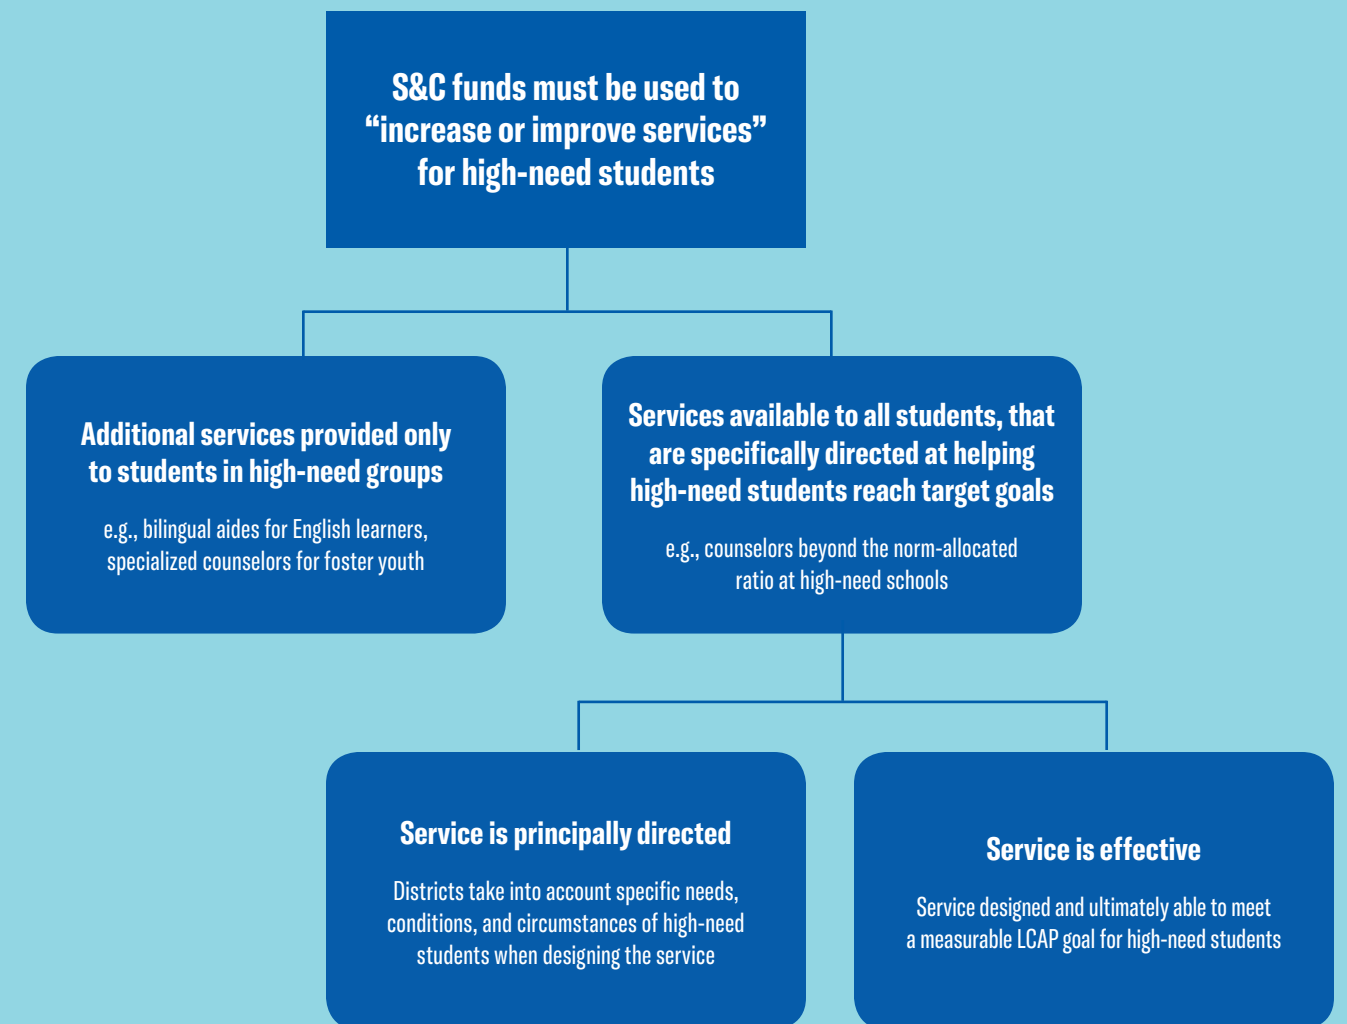 S&C funds must be used to
“increase or improve services”
for high-need students
Additional services provided only
to students in high-need groups
e.g., bilingual aides for English learners,
specialized counselors for foster youth
Services available to all students, that
are specifically directed at helping
high-need students reach target goals
e.g., counselors beyond the norm-allocated
ratio at high-need schools
Service is principally directed
Districts take into account specific needs,
conditions, and circumstances of high-need
students when designing the service
Service is effective
Service designed and ultimately able to meet
a measurable LCAP goal for high-need students